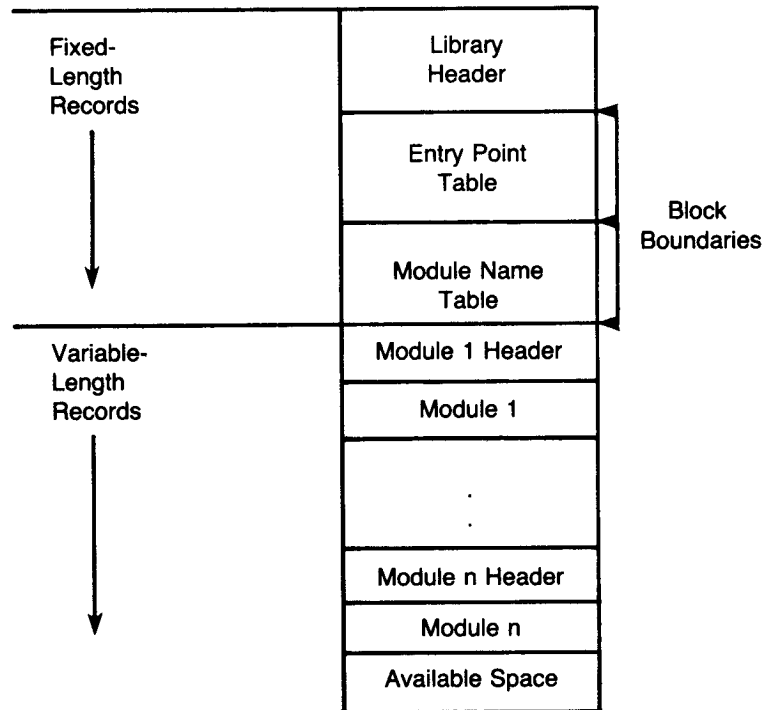 Fixed-
Length
Records
Library
Header
Entry Point
Table
Block
Boundaries
Module Name
Table
Variable-
Length
Records
Module 1 Header
Module 1
.
.
Module n Header
Module n
Available Space